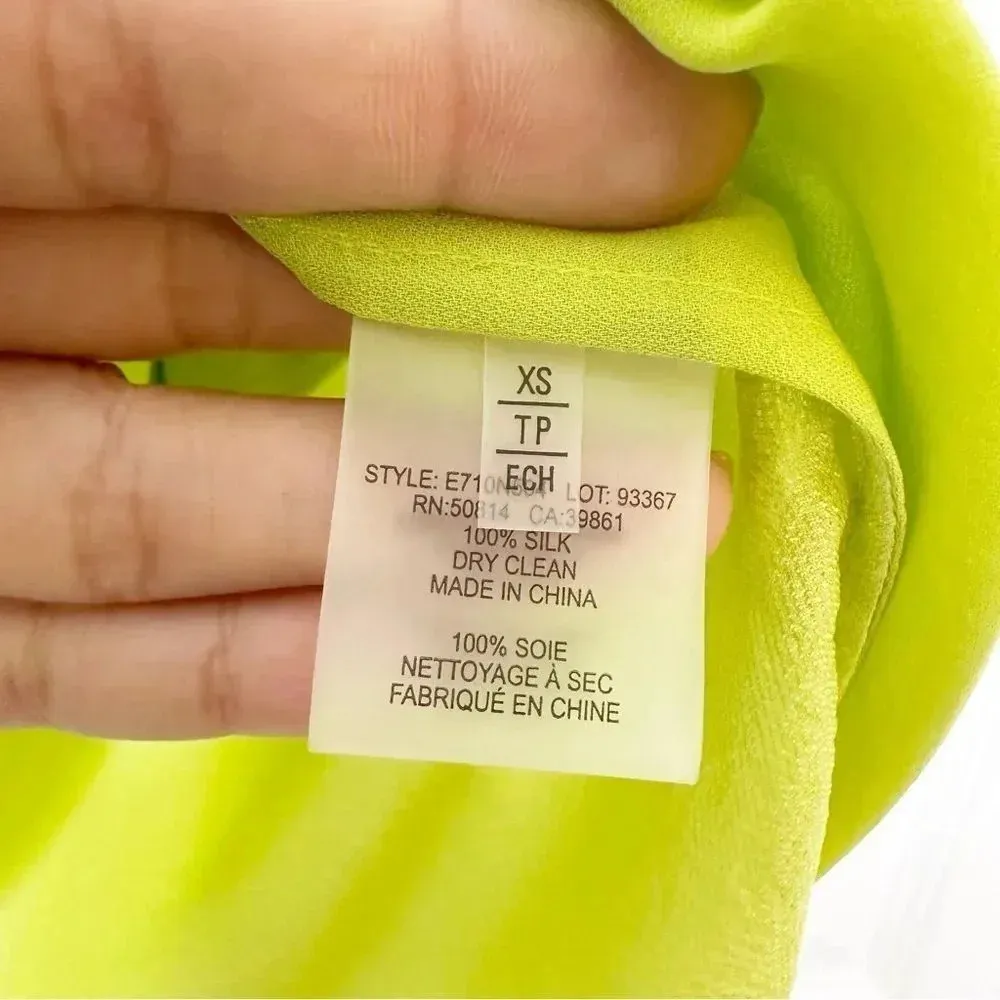 XS
TP
ECH
STYLE: E710N504 LOT: 93367
RN:50814 CA:39861
100% SILK
DRY CLEAN
MADE IN CHINA
100% SOIE
NETTOYAGE À SEC
FABRIQUÉ EN CHINE